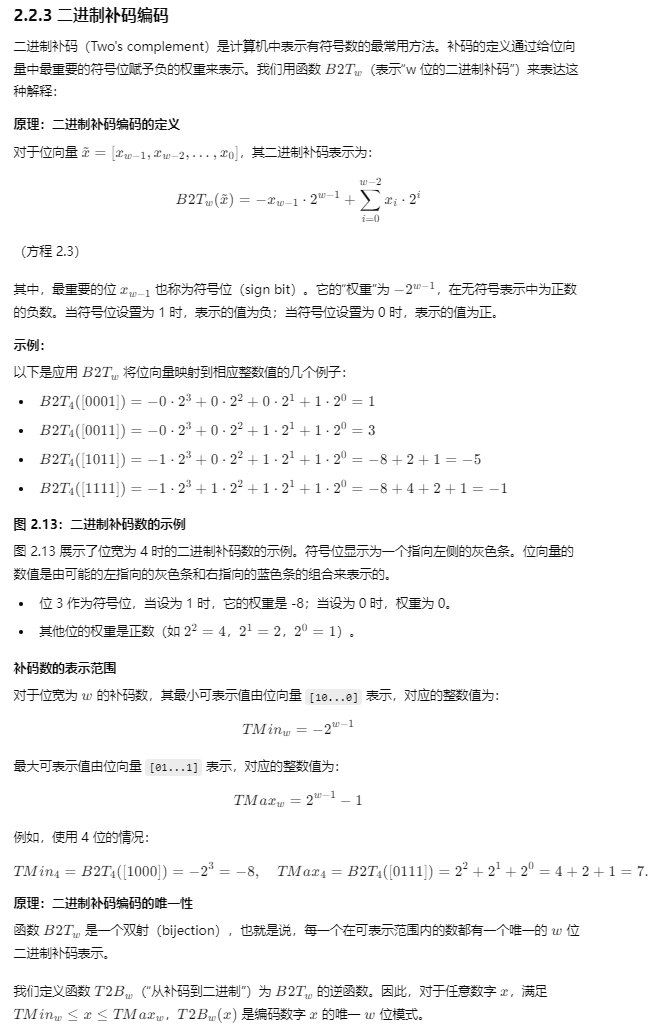 2.2.3 二进制补码编码
二进制补码（Two's complement）是计算机中表示有符号数的最常用方法。补码的定义通过给位向
量中最重要的符号位赋予负的权重来表示。我们用函数 B2T_w（表示“w 位的二进制补码”）来表达这
种解释：
原理：二进制补码编码的定义
对于位向量 x̃ = [x_{w−1}, x_{w−2}, …, x_0]，其二进制补码表示为：
B2T_w(x̃) = −x_{w−1} · 2^{w−1} + ∑_{i=0}^{w−2} x_i · 2^i
（方程 2.3）
其中，最重要的位 x_{w−1} 也称为符号位（sign bit）。它的“权重”为 −2^{w−1}，在无符号表示中为正数
的负数。当符号位设置为 1 时，表示的值为负；当符号位设置为 0 时，表示的值为正。
示例：
以下是应用 B2T_w 将位向量映射到相应整数值的几个例子：
• B2T_4([0001]) = −0 · 2^3 + 0 · 2^2 + 0 · 2^1 + 1 · 2^0 = 1
• B2T_4([0011]) = −0 · 2^3 + 0 · 2^2 + 1 · 2^1 + 1 · 2^0 = 3
• B2T_4([1011]) = −1 · 2^3 + 0 · 2^2 + 1 · 2^1 + 1 · 2^0 = −8 + 2 + 1 = −5
• B2T_4([1111]) = −1 · 2^3 + 1 · 2^2 + 1 · 2^1 + 1 · 2^0 = −8 + 4 + 2 + 1 = −1
图 2.13：二进制补码数的示例
图 2.13 展示了位宽为 4 时的二进制补码数的示例。符号位显示为一个指向左侧的灰色条。位向量的
数值是由可能的左指向的灰色条和右指向的蓝色条的组合来表示的。
• 位 3 作为符号位，当设为 1 时，它的权重是 -8；当设为 0 时，权重为 0。
• 其他位的权重是正数（如 2^2 = 4，2^1 = 2，2^0 = 1）。
补码数的表示范围
对于位宽为 w 的补码数，其最小可表示值由位向量 [10...0] 表示，对应的整数值为：
TMin_w = −2^{w−1}
最大可表示值由位向量 [01...1] 表示，对应的整数值为：
TMax_w = 2^{w−1} − 1
例如，使用 4 位的情况：
TMin_4 = B2T_4([1000]) = −2^3 = −8, TMax_4 = B2T_4([0111]) = 2^2 + 2^1 + 2^0 = 4 + 2 + 1 = 7.
原理：二进制补码编码的唯一性
函数 B2T_w 是一个双射（bijection），也就是说，每一个在可表示范围内的数都有一个唯一的 w 位
二进制补码表示。
我们定义函数 T2B_w（“从补码到二进制”）为 B2T_w 的逆函数。因此，对于任意数字 x，满足
TMin_w ≤ x ≤ TMax_w，T2B_w(x) 是编码数字 x 的唯一 w 位模式。